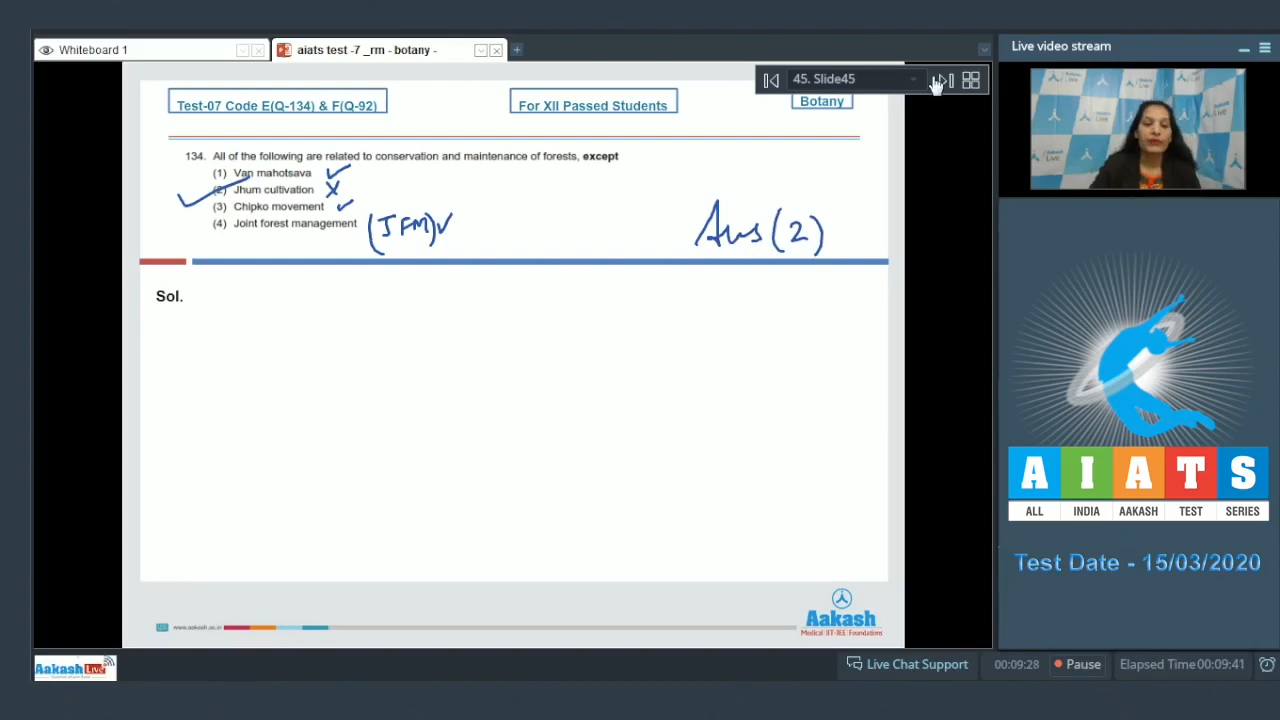 Whiteboard 1
aiats test -7 _rm - botany -
Live video stream
45. Slide45
Test-07 Code E(Q-134) & F(Q-92)
For XII Passed Students
Botany
134. All of the following are related to conservation and maintenance of forests, except
(1) Van mahotsava
(2) Jhum cultivation
(3) Chipko movement
(4) Joint forest management (JFM)
Ans (2)
Sol.
A I A T S
ALL INDIA AAKASH TEST SERIES
Test Date - 15/03/2020
Aakash
Medical | IIT-JEE | Foundations
www.aakash.ac.in
Aakash Live
Live Chat Support
00:09:28
Pause
Elapsed Time 00:09:41